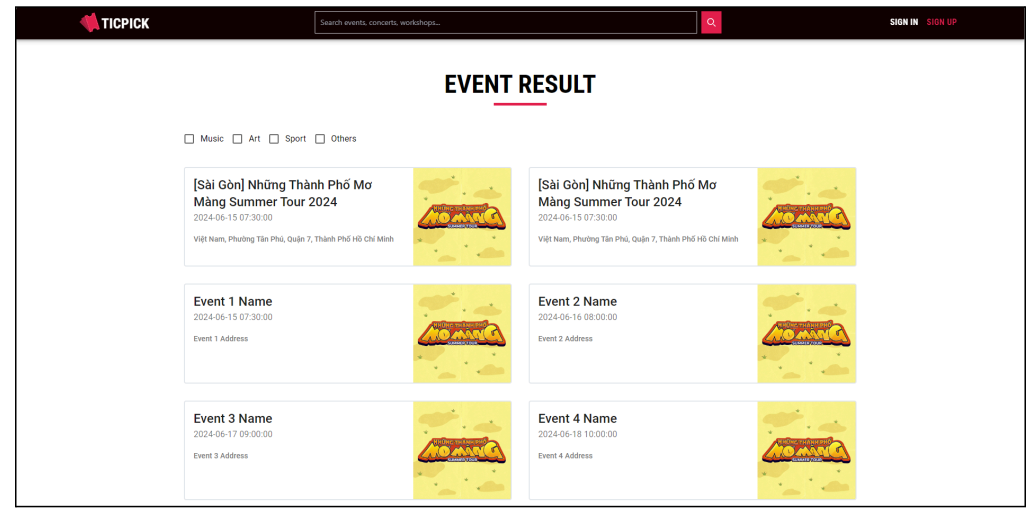 TICPICK
Search events, concerts, workshops...
SIGN IN SIGN UP
EVENT RESULT
Music Art Sport Others
[Sài Gòn] Những Thành Phố Mơ
Màng Summer Tour 2024
2024-06-15 07:30:00
Việt Nam, Phường Tân Phú, Quận 7, Thành Phố Hồ Chí Minh
NHỮNG THÀNH PHỐ
MƠ MÀNG
SUMMER TOUR
[Sài Gòn] Những Thành Phố Mơ
Màng Summer Tour 2024
2024-06-15 07:30:00
Việt Nam, Phường Tân Phú, Quận 7, Thành Phố Hồ Chí Minh
NHỮNG THÀNH PHỐ
MƠ MÀNG
SUMMER TOUR
Event 1 Name
2024-06-15 07:30:00
Event 1 Address
NHỮNG THÀNH PHỐ
MƠ MÀNG
SUMMER TOUR
Event 2 Name
2024-06-16 08:00:00
Event 2 Address
NHỮNG THÀNH PHỐ
MƠ MÀNG
SUMMER TOUR
Event 3 Name
2024-06-17 09:00:00
Event 3 Address
NHỮNG THÀNH PHỐ
MƠ MÀNG
SUMMER TOUR
Event 4 Name
2024-06-18 10:00:00
Event 4 Address
NHỮNG THÀNH PHỐ
MƠ MÀNG
SUMMER TOUR